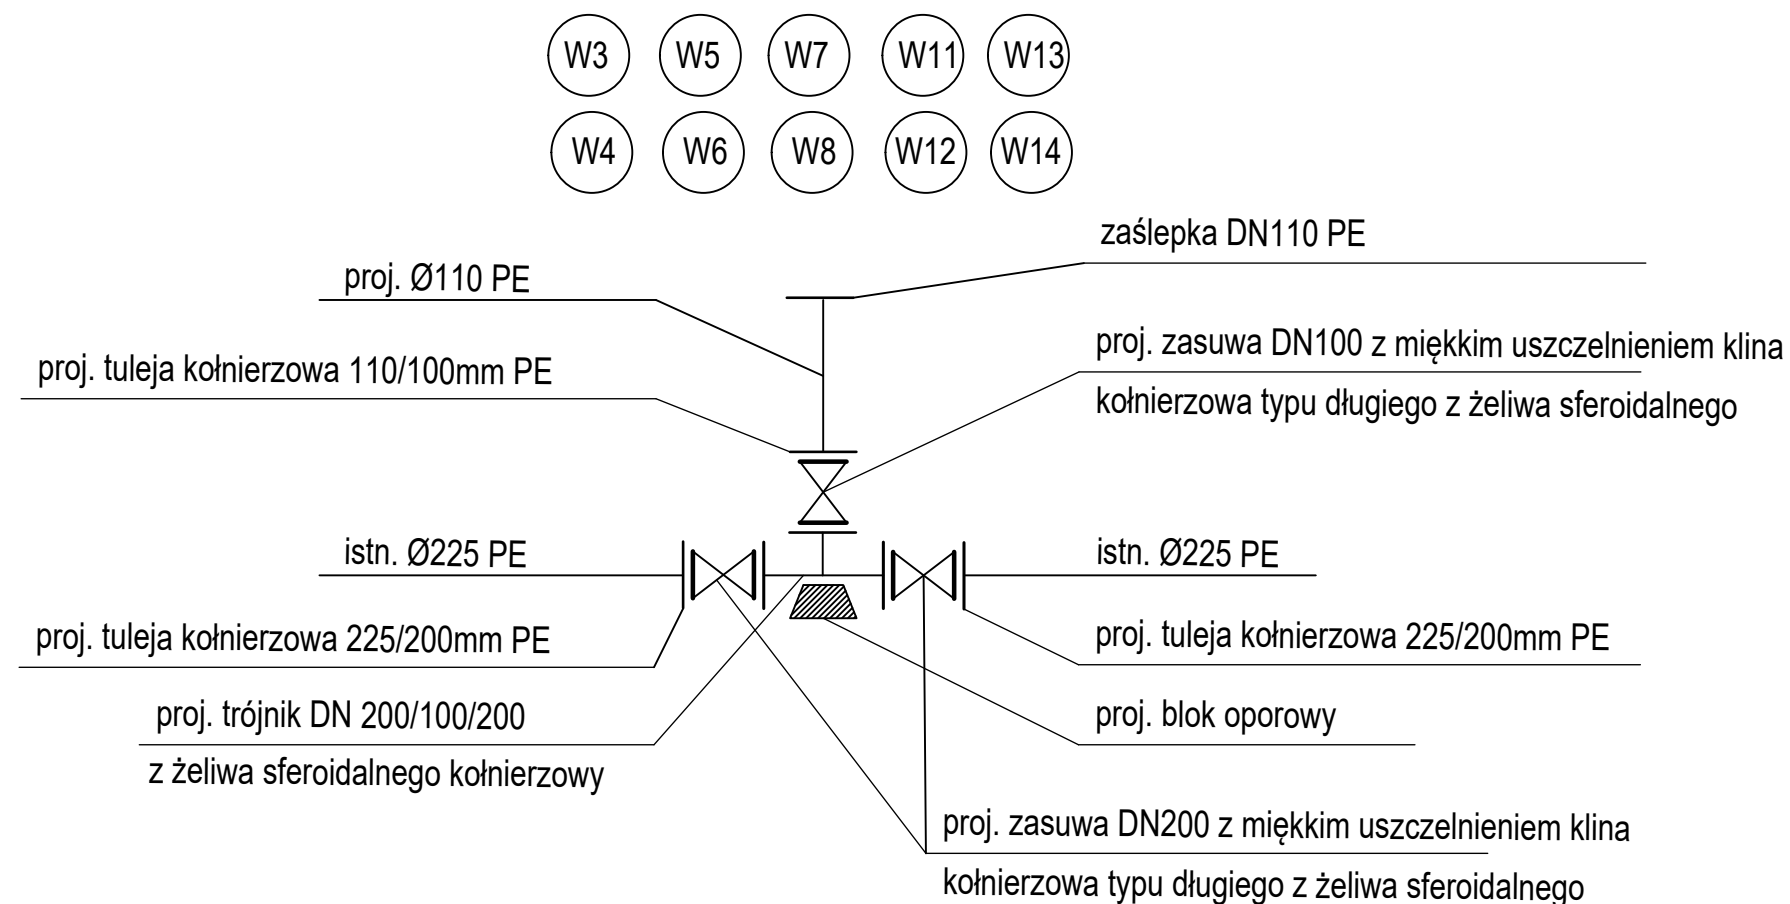 W3 W5 W7 W11 W13
W4 W6 W8 W12 W14
zaślepka DN110 PE
proj. Ø110 PE
proj. zasuwa DN100 z miękkim uszczelnieniem klina
kołnierzowa typu długiego z żeliwa sferoidalnego
proj. tuleja kołnierzowa 110/100mm PE
istn. Ø225 PE
istn. Ø225 PE
proj. tuleja kołnierzowa 225/200mm PE
proj. tuleja kołnierzowa 225/200mm PE
proj. trójnik DN 200/100/200
z żeliwa sferoidalnego kołnierzowy
proj. blok oporowy
proj. zasuwa DN200 z miękkim uszczelnieniem klina
kołnierzowa typu długiego z żeliwa sferoidalnego